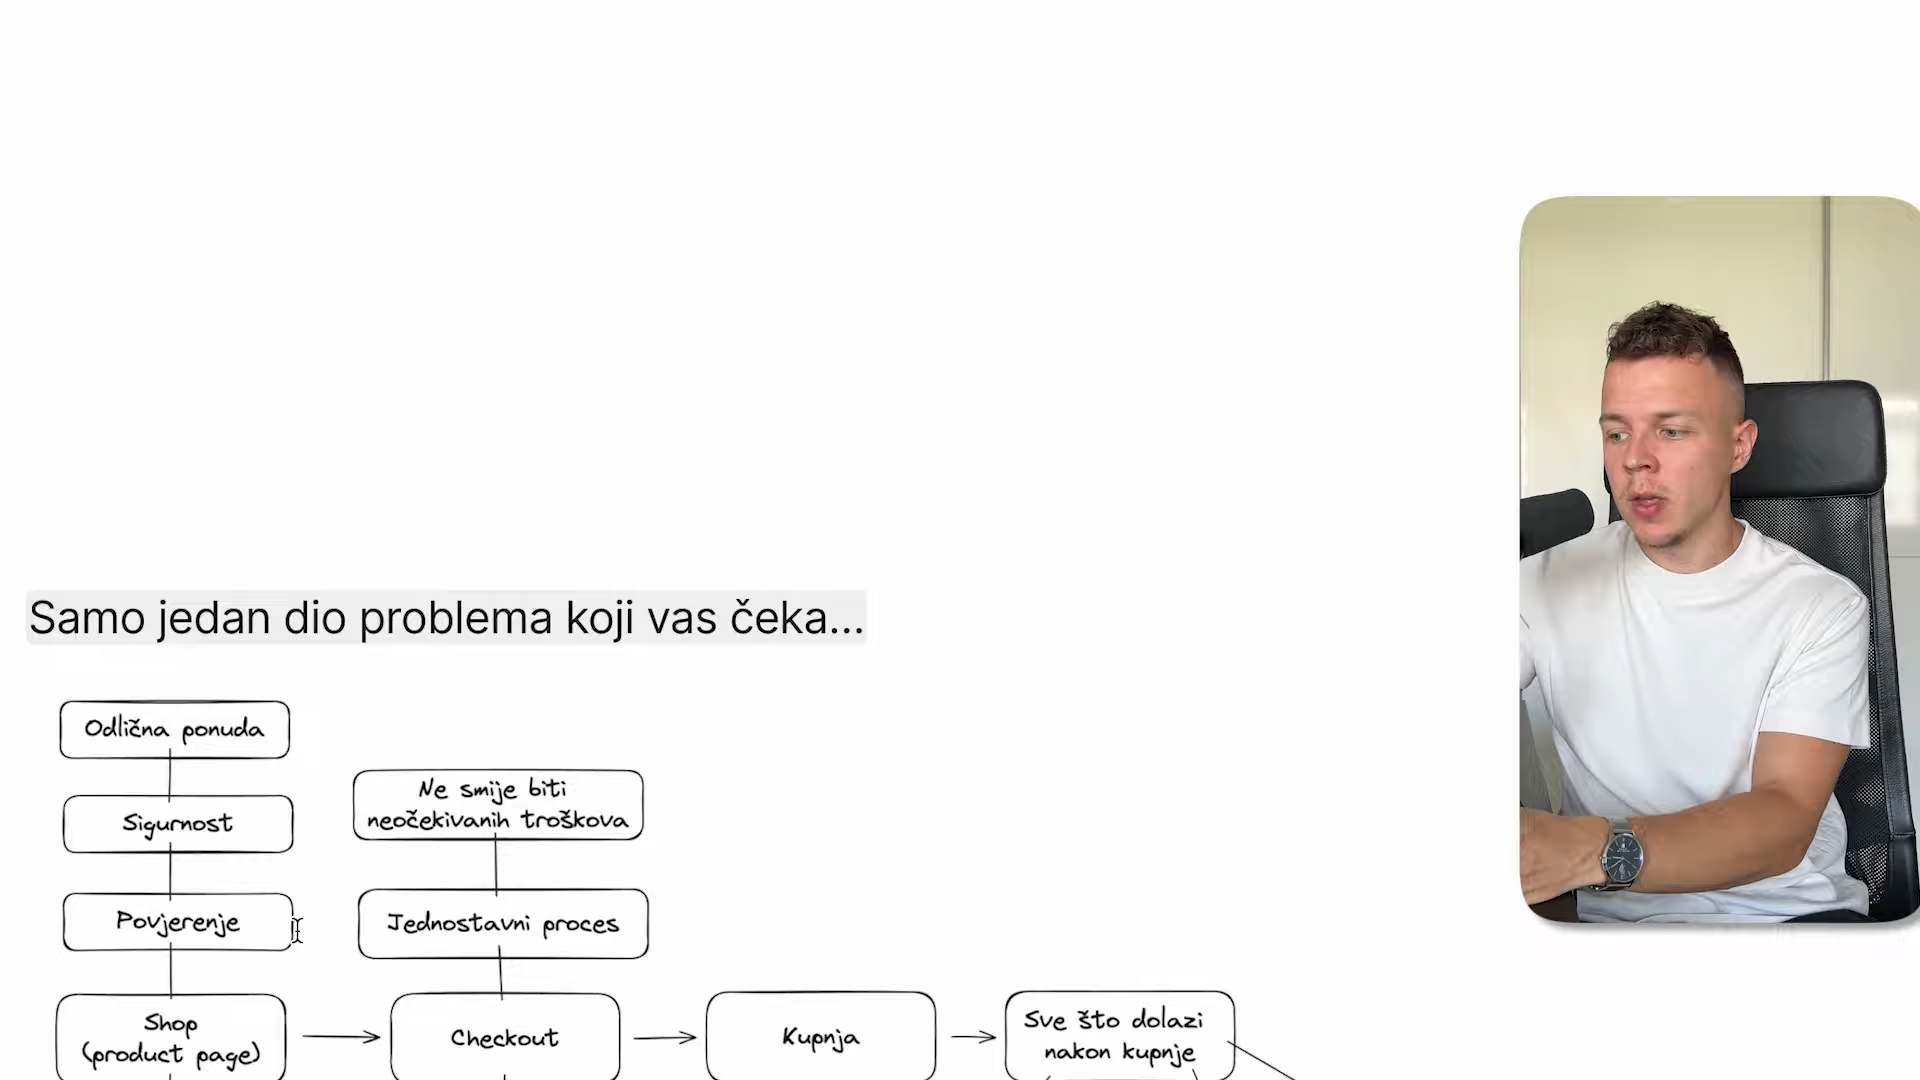 Samo jedan dio problema koji vas čeka...
Odlična ponuda
Sigurnost
Povjerenje
Shop
(product page)
Ne smije biti
neočekivanih troškova
Jednostavni proces
Checkout
Kupnja
Sve što dolazi
nakon kupnje